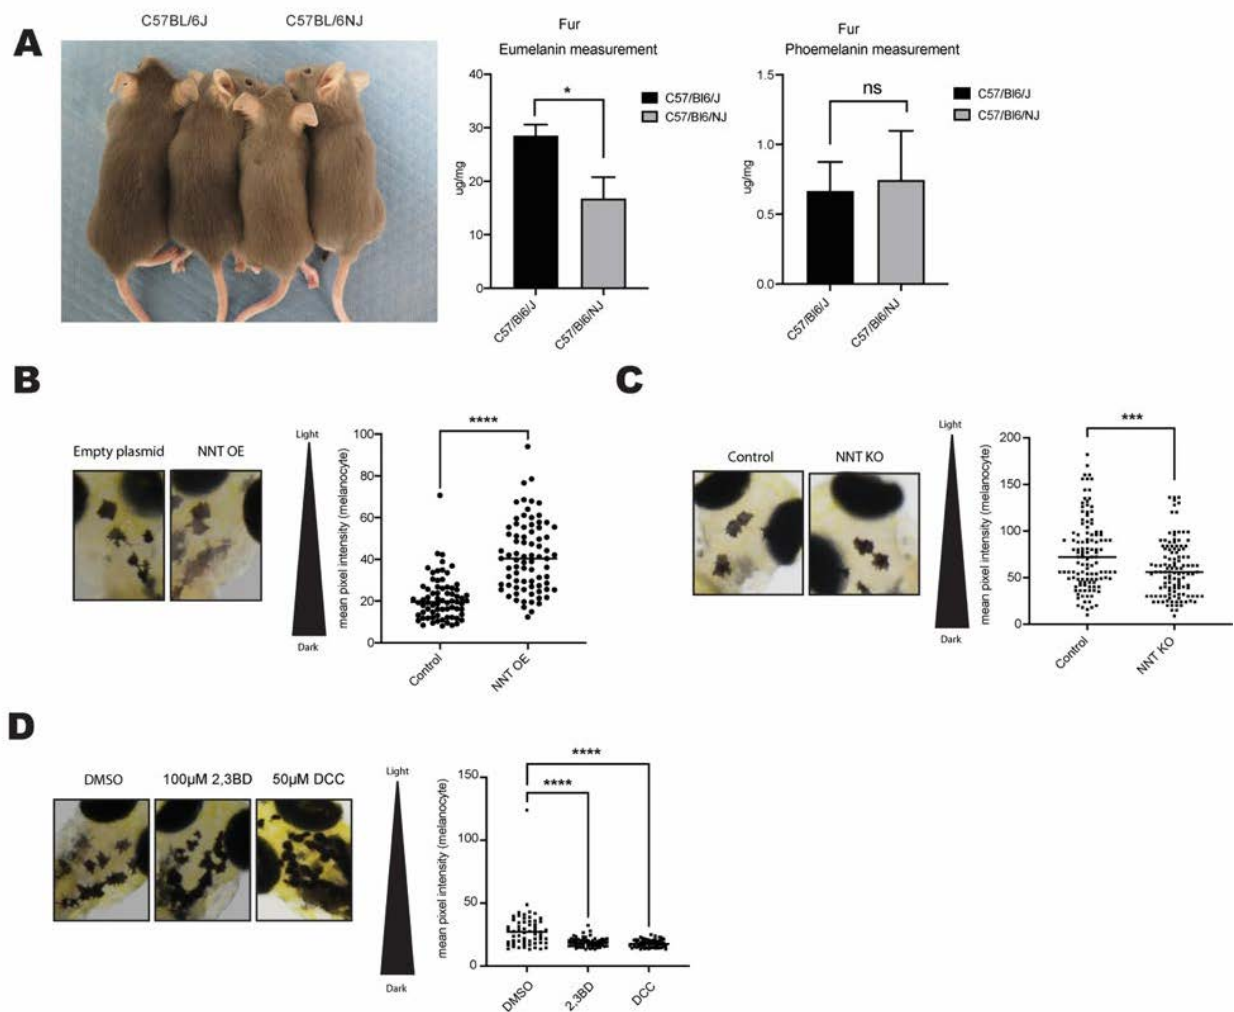 A
C57BL/6J C57BL/6NJ
Fur
Eumelanin measurement
40
30
20
10
0
ug/mg
*
C57/Bl6/J
C57/Bl6/NJ
C57/Bl6/J
C57/Bl6/NJ
Fur
Phoemelanin measurement
1.5
1.0
0.5
0.0
ug/mg
ns
C57/Bl6/J
C57/Bl6/NJ
C57/Bl6/J
C57/Bl6/NJ
B
Empty plasmid NNT OE
Light
Dark
mean pixel intensity (melanocyte)
100
80
60
40
20
0
****
Control
NNT OE
C
Control NNT KO
Light
Dark
mean pixel intensity (melanocyte)
200
150
100
50
0
***
Control
NNT KO
D
DMSO 100µM 2,3BD 50µM DCC
Light
Dark
mean pixel intensity (melanocyte)
150
100
50
0
****
****
DMSO
2,3BD
DCC